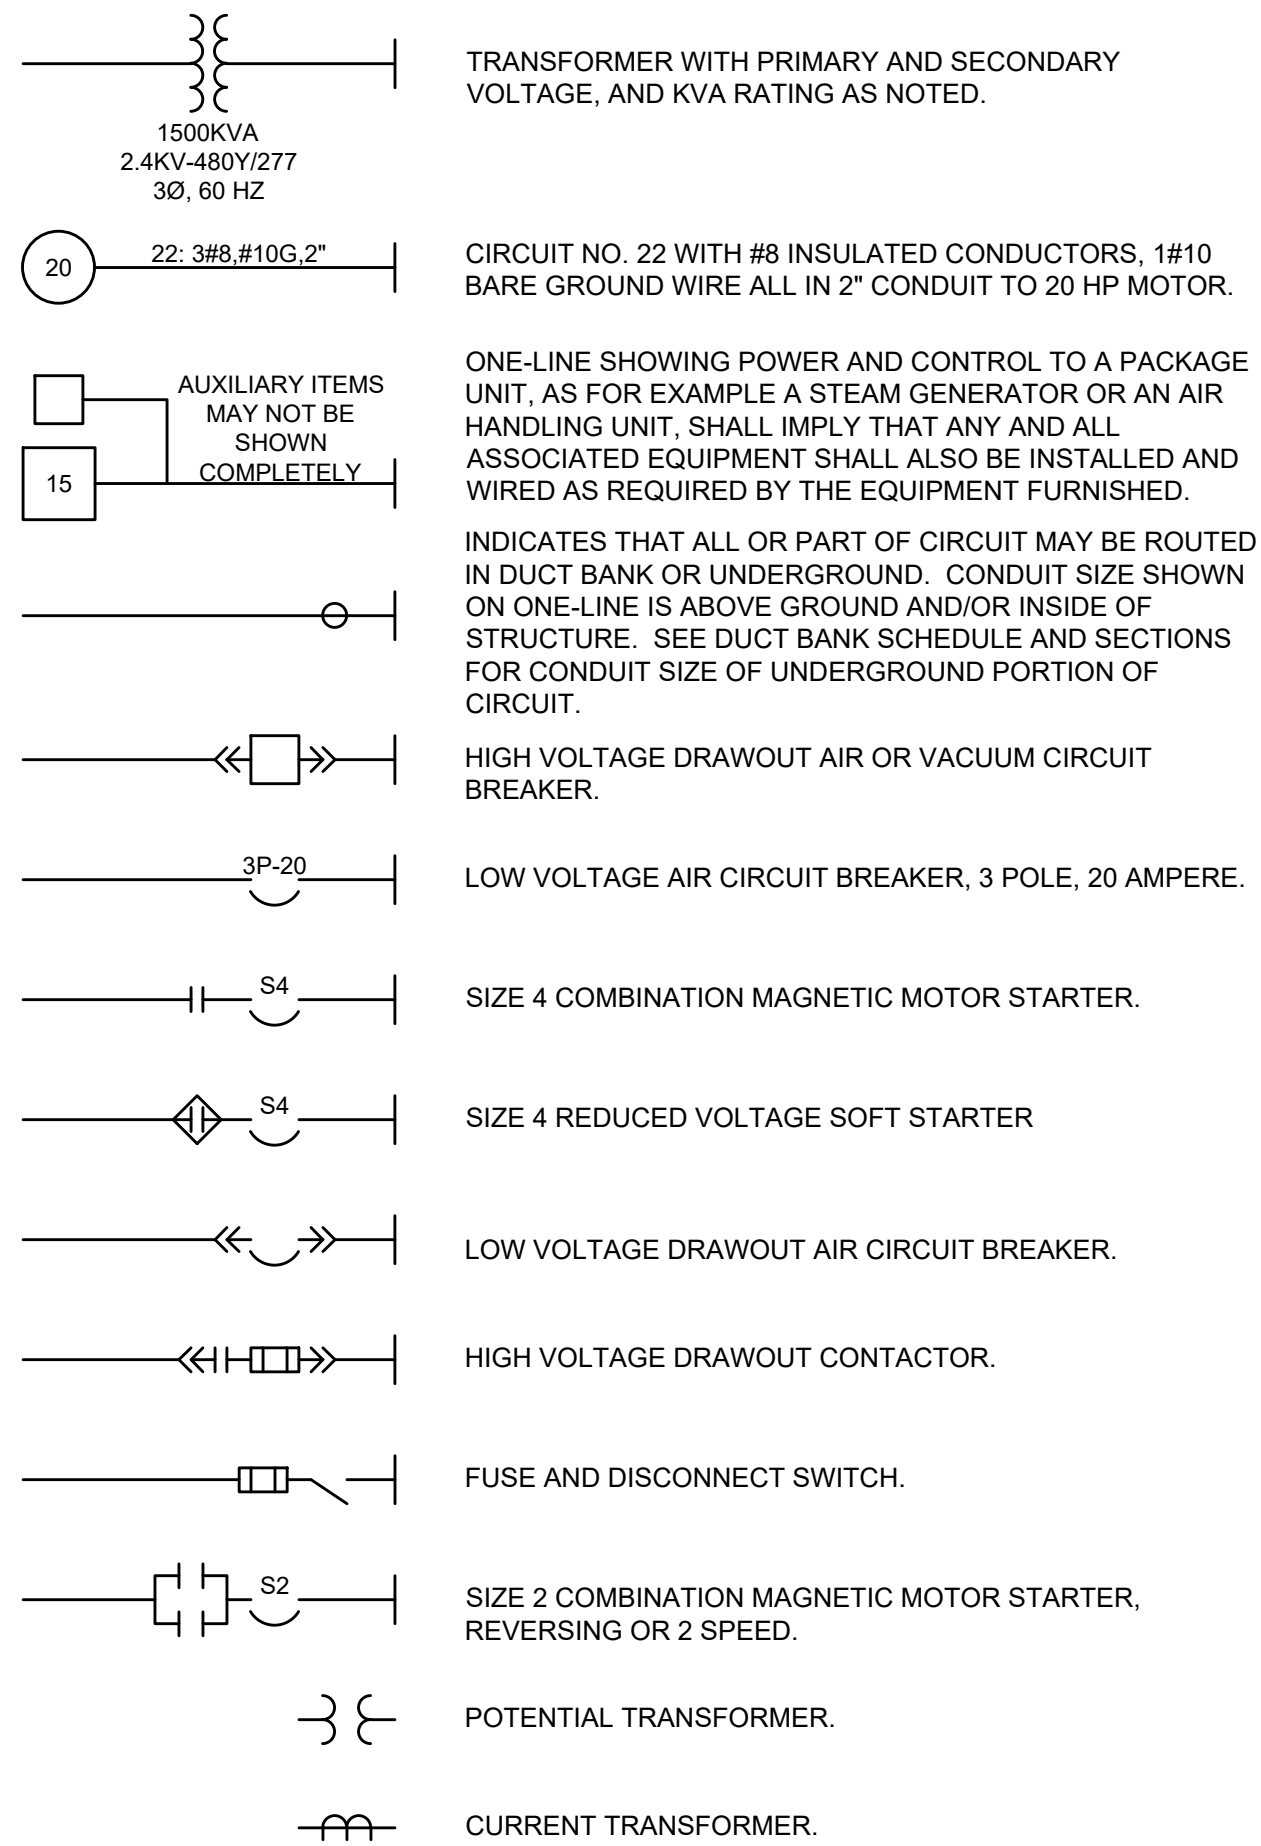 TRANSFORMER WITH PRIMARY AND SECONDARY
VOLTAGE, AND KVA RATING AS NOTED.
1500KVA
2.4KV-480Y/277
3Ø, 60 HZ
20
22: 3#8,#10G,2"
CIRCUIT NO. 22 WITH #8 INSULATED CONDUCTORS, 1#10
BARE GROUND WIRE ALL IN 2" CONDUIT TO 20 HP MOTOR.
AUXILIARY ITEMS
MAY NOT BE
SHOWN
COMPLETELY
15
ONE-LINE SHOWING POWER AND CONTROL TO A PACKAGE
UNIT, AS FOR EXAMPLE A STEAM GENERATOR OR AN AIR
HANDLING UNIT, SHALL IMPLY THAT ANY AND ALL
ASSOCIATED EQUIPMENT SHALL ALSO BE INSTALLED AND
WIRED AS REQUIRED BY THE EQUIPMENT FURNISHED.
INDICATES THAT ALL OR PART OF CIRCUIT MAY BE ROUTED
IN DUCT BANK OR UNDERGROUND.  CONDUIT SIZE SHOWN
ON ONE-LINE IS ABOVE GROUND AND/OR INSIDE OF
STRUCTURE.  SEE DUCT BANK SCHEDULE AND SECTIONS
FOR CONDUIT SIZE OF UNDERGROUND PORTION OF
CIRCUIT.
HIGH VOLTAGE DRAWOUT AIR OR VACUUM CIRCUIT
BREAKER.
3P-20
LOW VOLTAGE AIR CIRCUIT BREAKER, 3 POLE, 20 AMPERE.
S4
SIZE 4 COMBINATION MAGNETIC MOTOR STARTER.
S4
SIZE 4 REDUCED VOLTAGE SOFT STARTER
LOW VOLTAGE DRAWOUT AIR CIRCUIT BREAKER.
HIGH VOLTAGE DRAWOUT CONTACTOR.
FUSE AND DISCONNECT SWITCH.
S2
SIZE 2 COMBINATION MAGNETIC MOTOR STARTER,
REVERSING OR 2 SPEED.
POTENTIAL TRANSFORMER.
CURRENT TRANSFORMER.